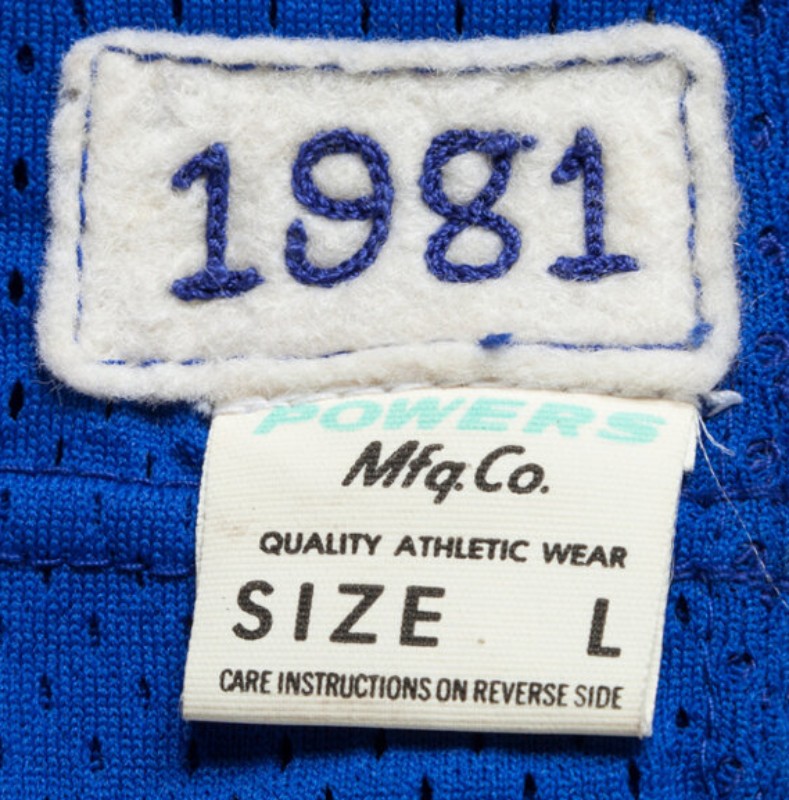 1981
POWERS
Mfg.Co.
QUALITY ATHLETIC WEAR
SIZE L
CARE INSTRUCTIONS ON REVERSE SIDE